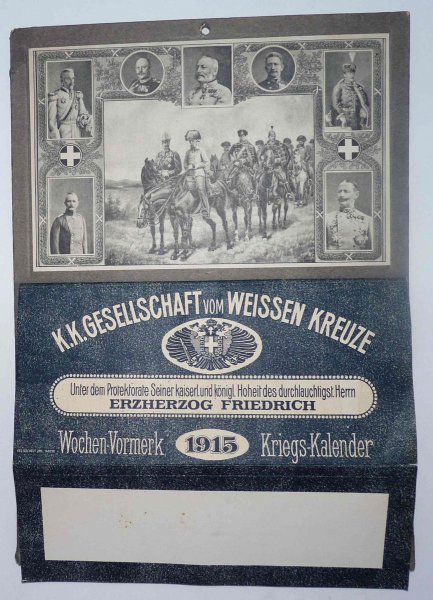 K.K. GESELLSCHAFT VOM WEISSEN KREUZE
Unter dem Protektorate Seiner kaiserl. und königl. Hoheit des durchlauchtigst. Herrn
ERZHERZOG FRIEDRICH
Wochen-Vormerk 1915 Kriegs-Kalender